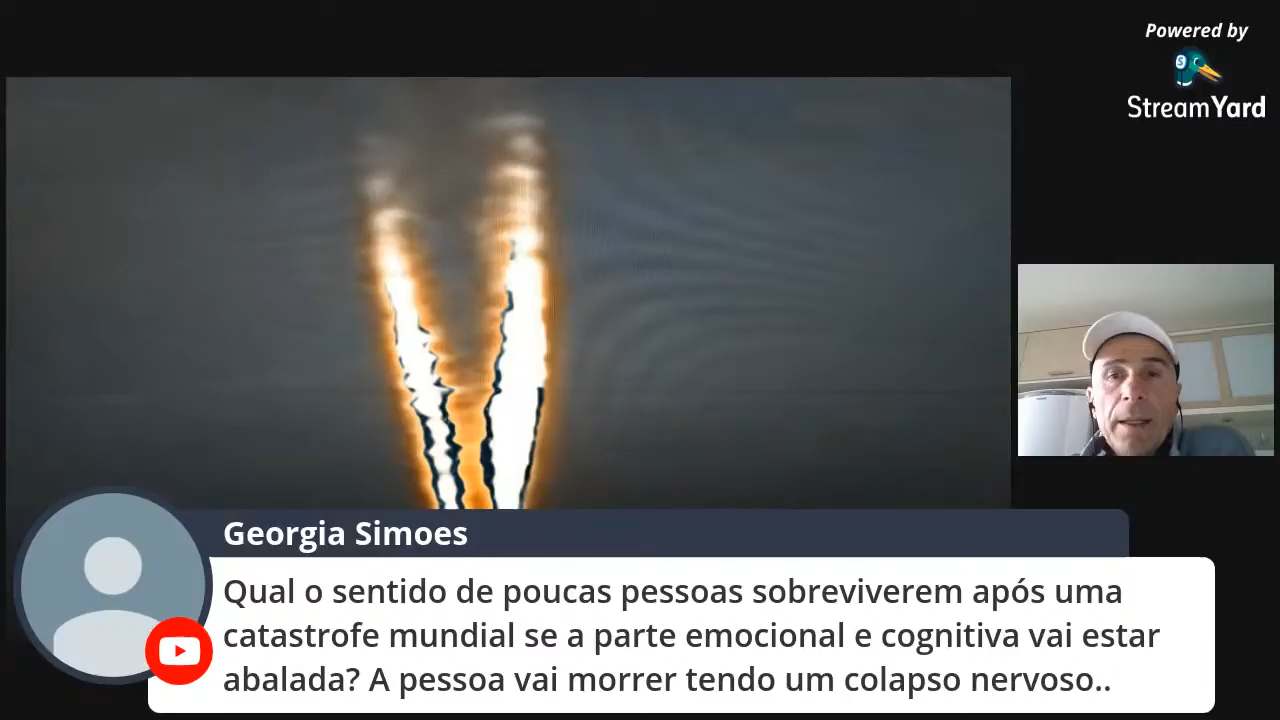 Powered by
StreamYard
Georgia Simoes
Qual o sentido de poucas pessoas sobreviverem após uma
catastrofe mundial se a parte emocional e cognitiva vai estar
abalada? A pessoa vai morrer tendo um colapso nervoso..